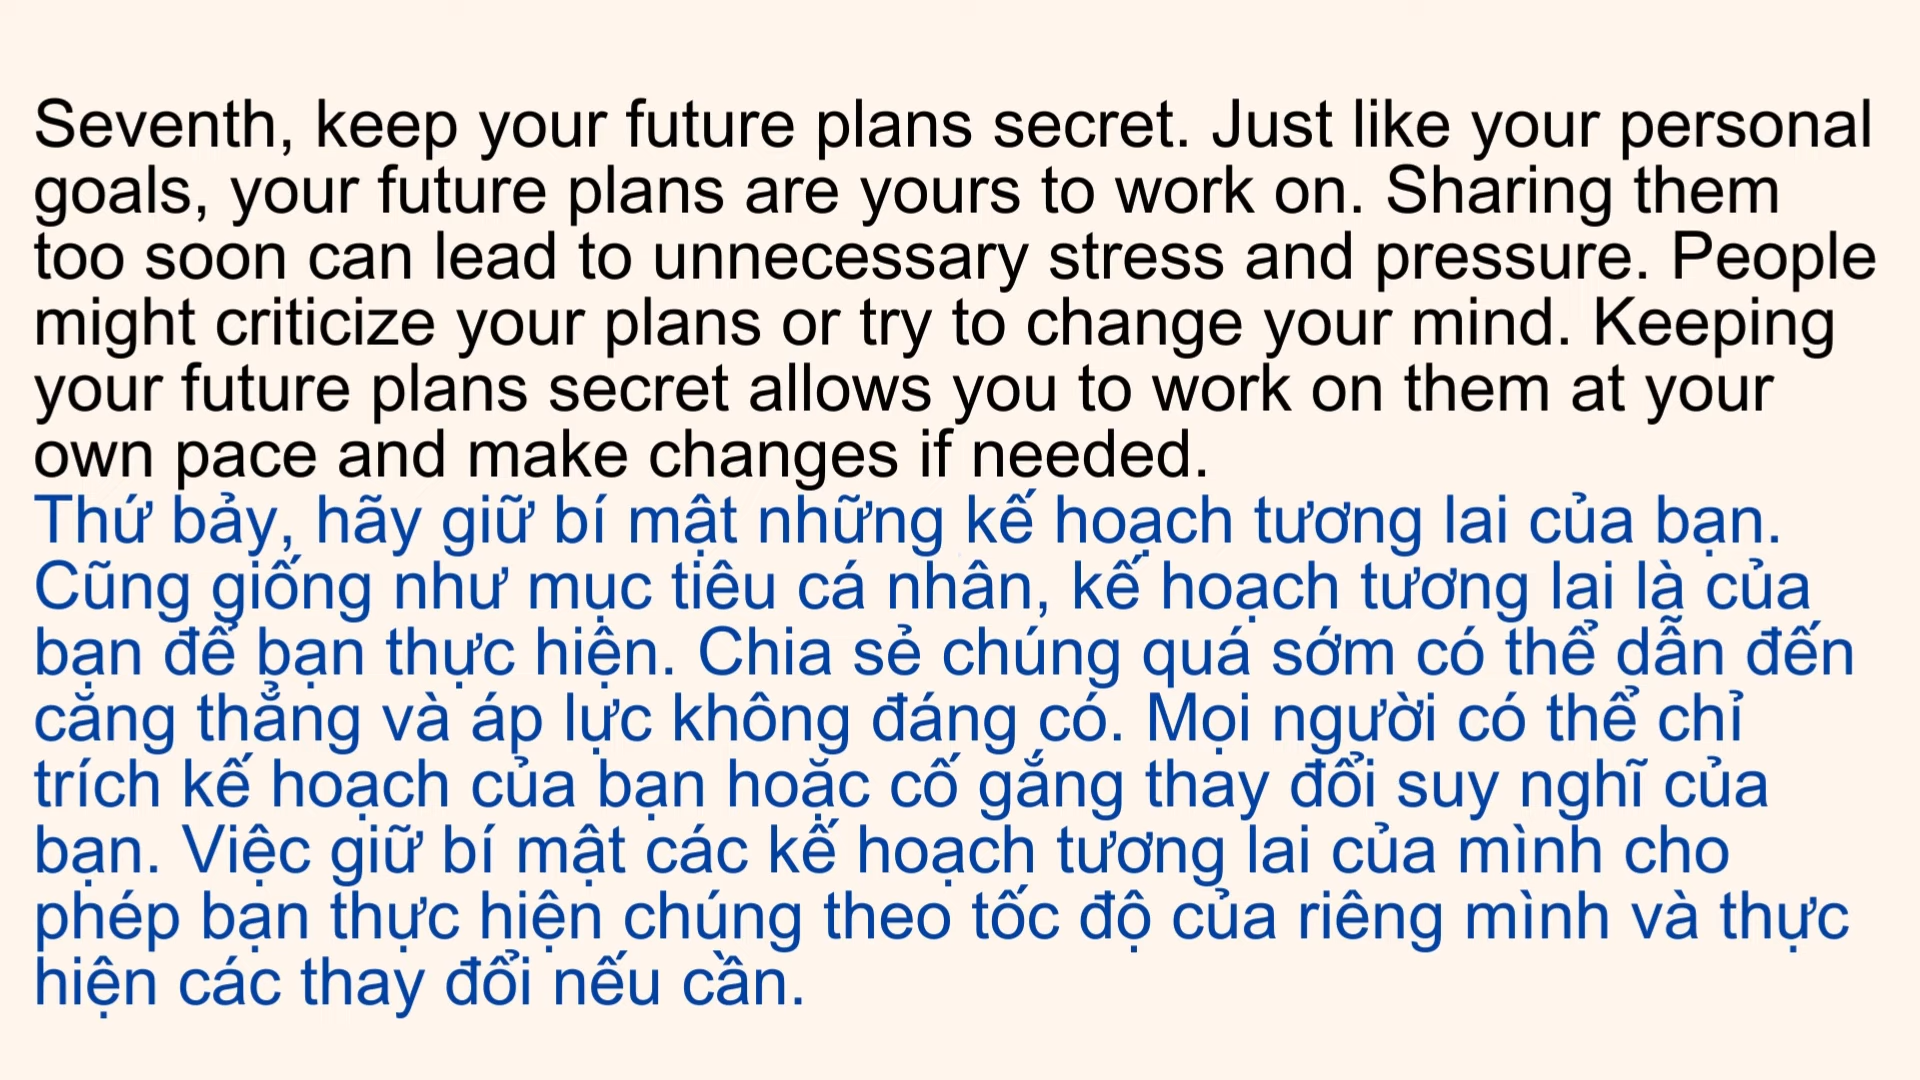 Seventh, keep your future plans secret. Just like your personal
goals, your future plans are yours to work on. Sharing them
too soon can lead to unnecessary stress and pressure. People
might criticize your plans or try to change your mind. Keeping
your future plans secret allows you to work on them at your
own pace and make changes if needed.
Thứ bảy, hãy giữ bí mật những kế hoạch tương lai của bạn.
Cũng giống như mục tiêu cá nhân, kế hoạch tương lai là của
bạn để bạn thực hiện. Chia sẻ chúng quá sớm có thể dẫn đến
căng thẳng và áp lực không đáng có. Mọi người có thể chỉ
trích kế hoạch của bạn hoặc cố gắng thay đổi suy nghĩ của
bạn. Việc giữ bí mật các kế hoạch tương lai của mình cho
phép bạn thực hiện chúng theo tốc độ của riêng mình và thực
hiện các thay đổi nếu cần.